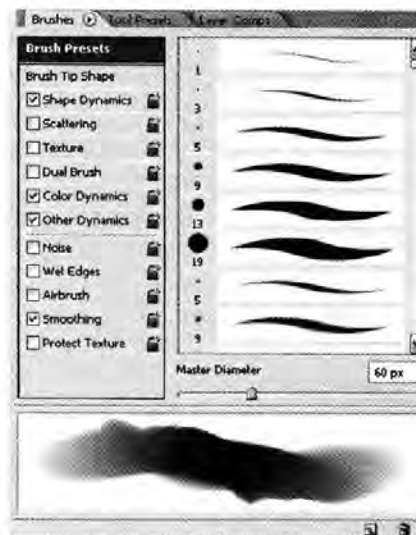 Brushes Tool Presets Layer Comps
Brush Presets
Brush Tip Shape
Shape Dynamics
Scattering
Texture
Dual Brush
Color Dynamics
Other Dynamics
Noise
Wet Edges
Airbrush
Smoothing
Protect Texture
1
3
5
9
13
19
5
9
Master Diameter 60 px